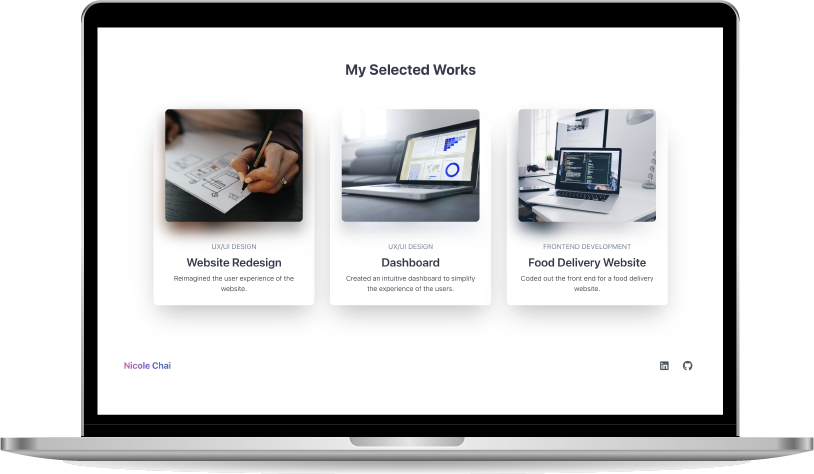 My Selected Works
UX/UI DESIGN
Website Redesign
Reimagined the user experience of the
website.
UX/UI DESIGN
Dashboard
Created an intuitive dashboard to simplify
the experience of the users.
FRONTEND DEVELOPMENT
Food Delivery Website
Coded out the front end for a food delivery
website.
Nicole Chai
in